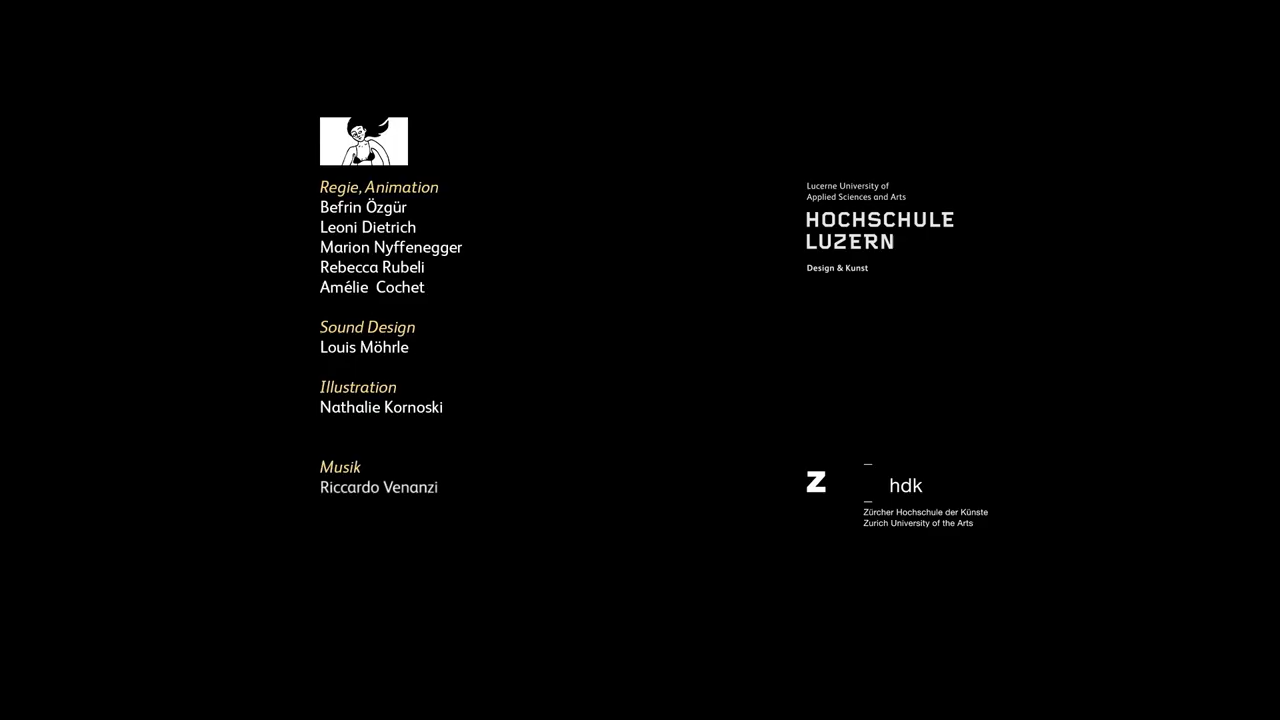 Regie, Animation
Befrin Özgür
Leoni Dietrich
Marion Nyffenegger
Rebecca Rubeli
Amélie Cochet
Sound Design
Louis Möhrle
Illustration
Nathalie Kornoski
Musik
Riccardo Venanzi
Lucerne University of
Applied Sciences and Arts
HOCHSCHULE
LUZERN
Design & Kunst
Z hdk
Zürcher Hochschule der Künste
Zurich University of the Arts